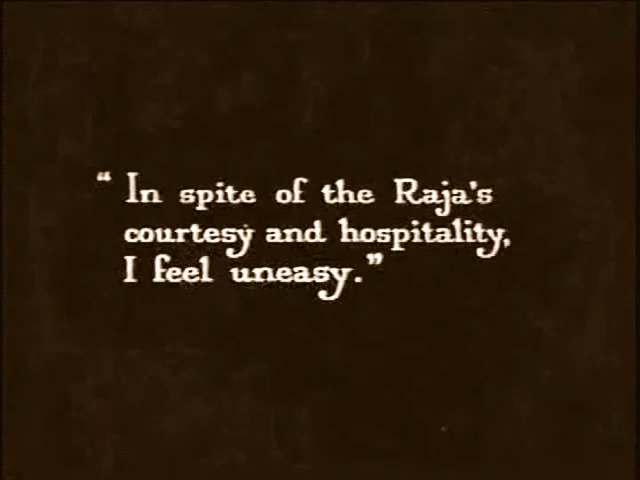 “ In spite of the Raja's
courtesy and hospitality,
I feel uneasy.”